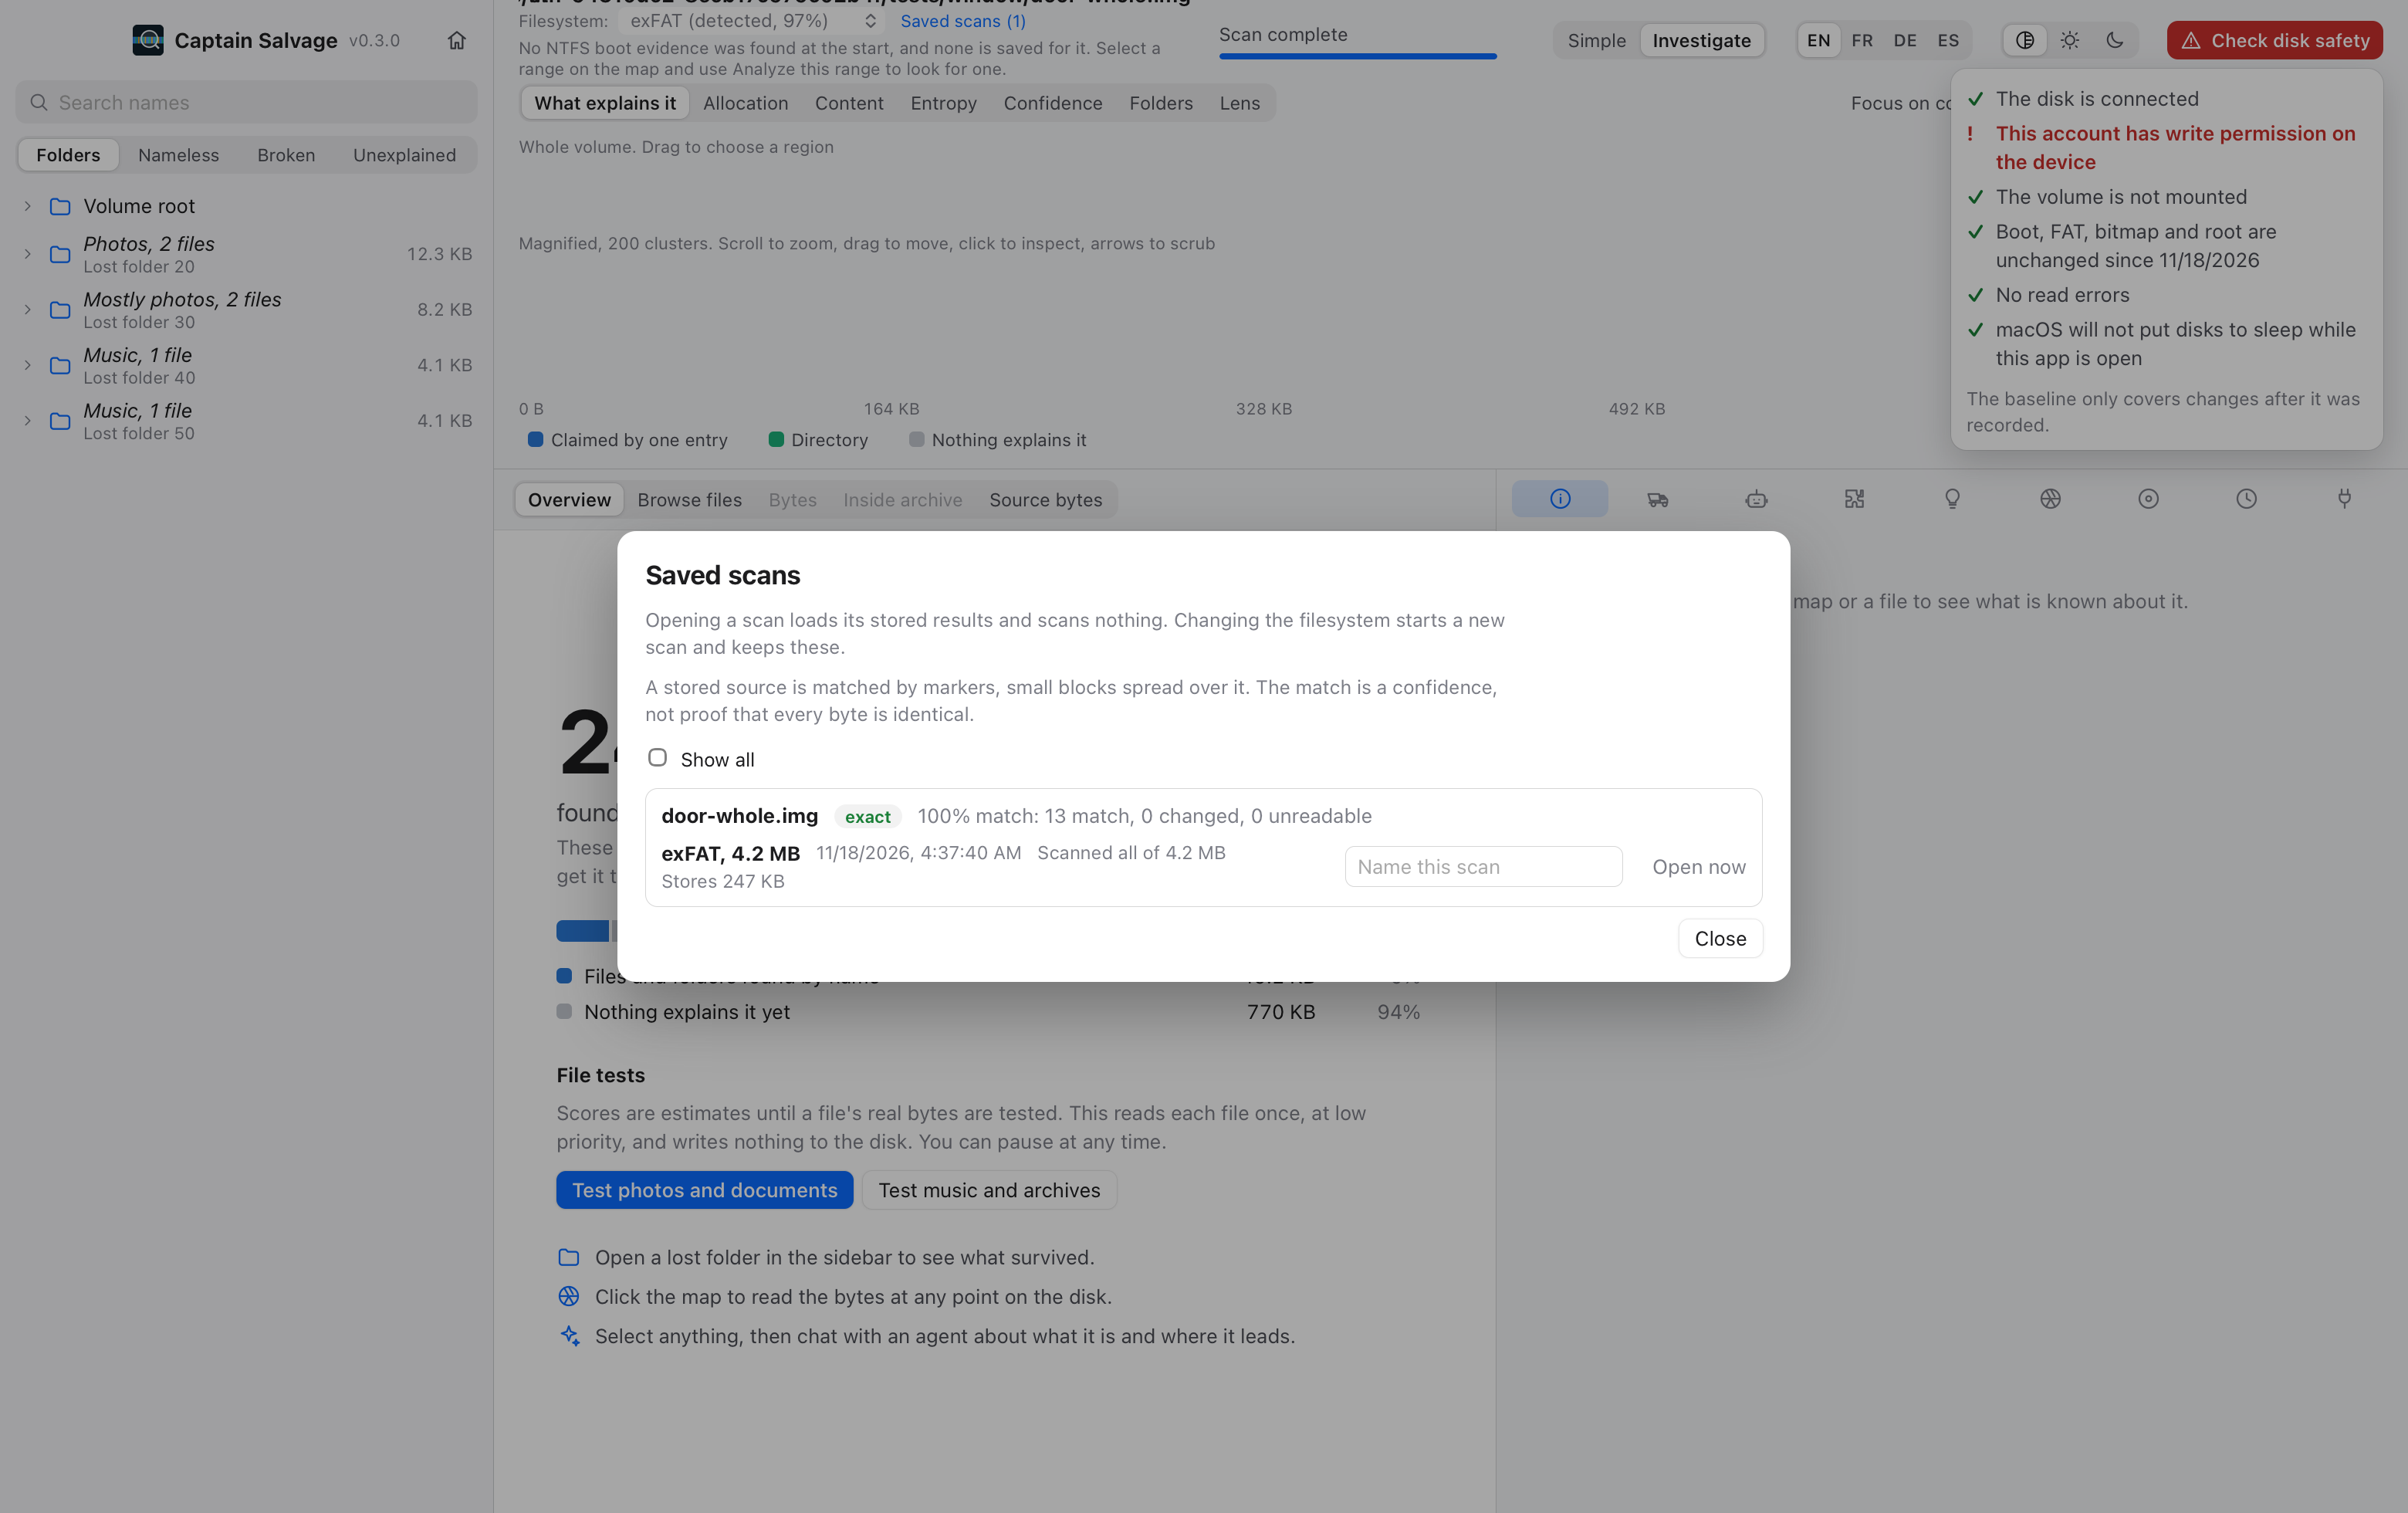 Captain Salvage v0.3.0
Search names
Folders Nameless Broken Unexplained
Volume root
Photos, 2 files
Lost folder 20
12.3 KB
Mostly photos, 2 files
Lost folder 30
8.2 KB
Music, 1 file
Lost folder 40
4.1 KB
Music, 1 file
Lost folder 50
4.1 KB
Filesystem: exFAT (detected, 97%) Saved scans (1)
No NTFS boot evidence was found at the start, and none is saved for it. Select a
range on the map and use Analyze this range to look for one.
Scan complete
Simple Investigate
EN FR DE ES
Check disk safety
What explains it Allocation Content Entropy Confidence Folders Lens
Focus on
Whole volume. Drag to choose a region
Magnified, 200 clusters. Scroll to zoom, drag to move, click to inspect, arrows to scrub
0 B 164 KB 328 KB 492 KB
Claimed by one entry Directory Nothing explains it
The disk is connected
! This account has write permission on
the device
The volume is not mounted
Boot, FAT, bitmap and root are
unchanged since 11/18/2026
No read errors
macOS will not put disks to sleep while
this app is open
The baseline only covers changes after it was
recorded.
Overview Browse files Bytes Inside archive Source bytes
map or a file to see what is known about it.
Saved scans
Opening a scan loads its stored results and scans nothing. Changing the filesystem starts a new
scan and keeps these.
A stored source is matched by markers, small blocks spread over it. The match is a confidence,
not proof that every byte is identical.
Show all
door-whole.img exact 100% match: 13 match, 0 changed, 0 unreadable
exFAT, 4.2 MB 11/18/2026, 4:37:40 AM Scanned all of 4.2 MB
Stores 247 KB
Name this scan
Open now
Close
found
These
get it
Nothing explains it yet 770 KB 94%
File tests
Scores are estimates until a file's real bytes are tested. This reads each file once, at low
priority, and writes nothing to the disk. You can pause at any time.
Test photos and documents Test music and archives
Open a lost folder in the sidebar to see what survived.
Click the map to read the bytes at any point on the disk.
Select anything, then chat with an agent about what it is and where it leads.